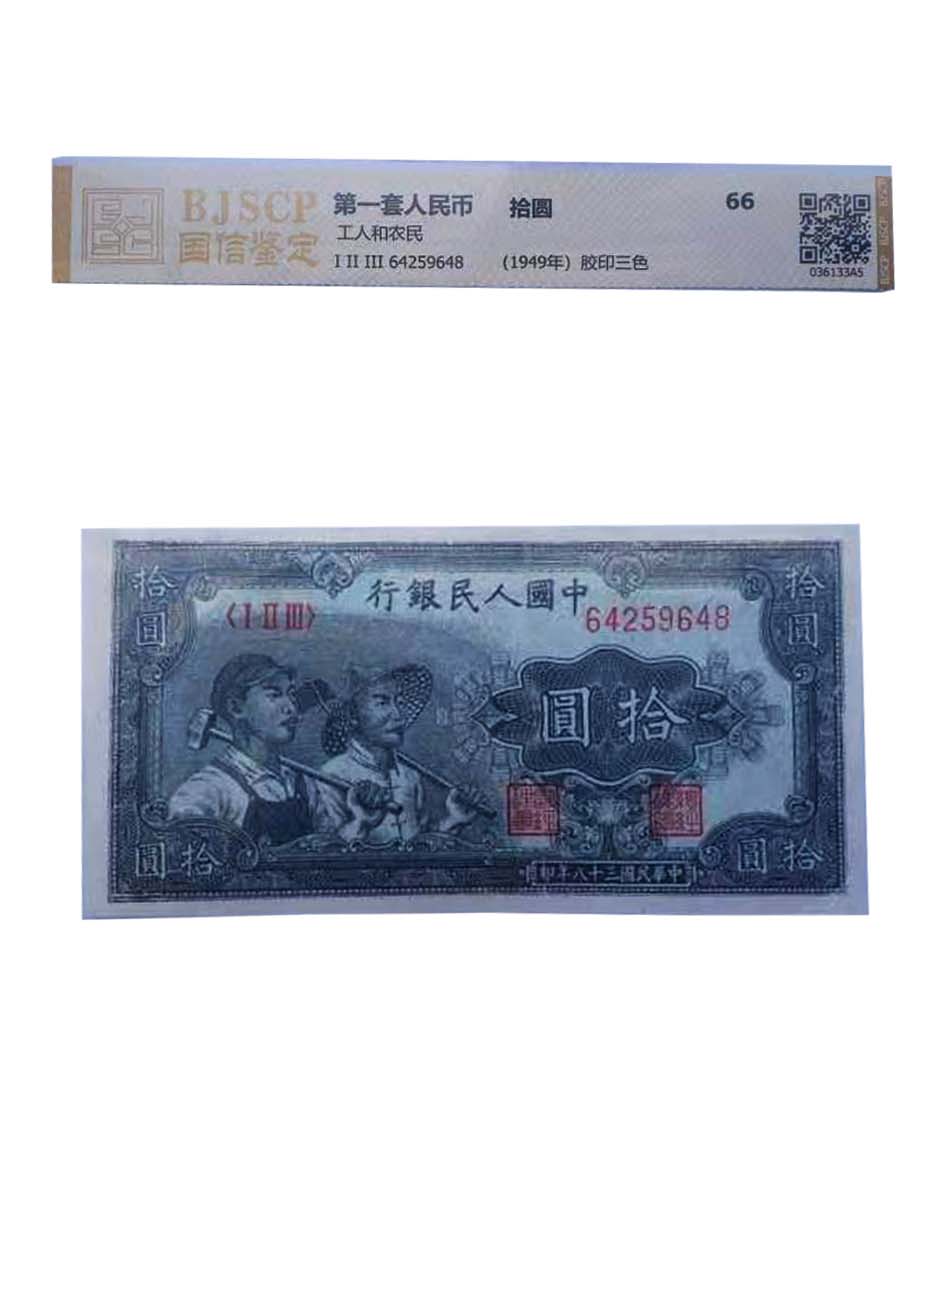 BJSCP
国信鉴定
第一套人民币 拾圆 66
工人和农民
I II III 64259648 (1949年) 胶印三色
036133A5
BJSCP BJSCP BJSCP
行銀民人國中
〈I II III〉 64259648
拾圓
拾圓
圓拾
圓拾
圓拾
印年八十三國民華中